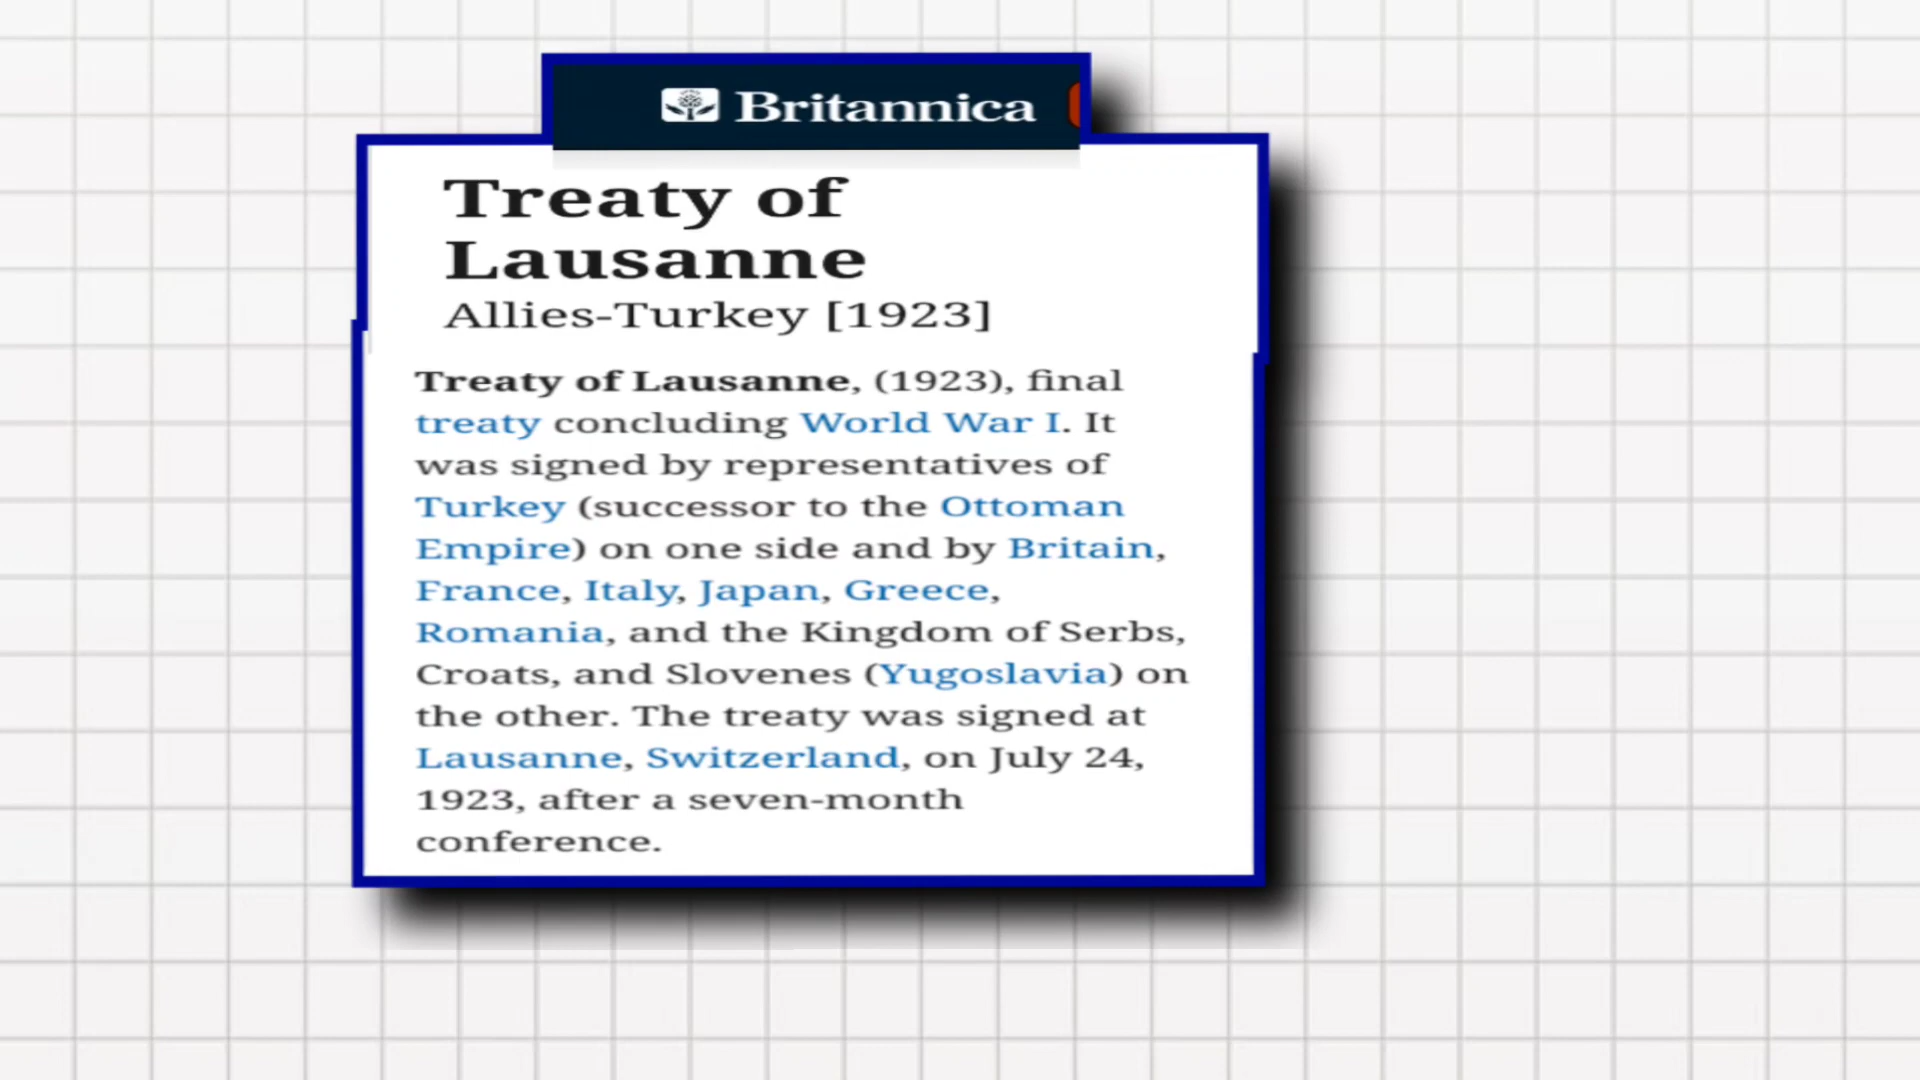 Britannica
Treaty of
Lausanne
Allies-Turkey [1923]
Treaty of Lausanne, (1923), final
treaty concluding World War I. It
was signed by representatives of
Turkey (successor to the Ottoman
Empire) on one side and by Britain,
France, Italy, Japan, Greece,
Romania, and the Kingdom of Serbs,
Croats, and Slovenes (Yugoslavia) on
the other. The treaty was signed at
Lausanne, Switzerland, on July 24,
1923, after a seven-month
conference.